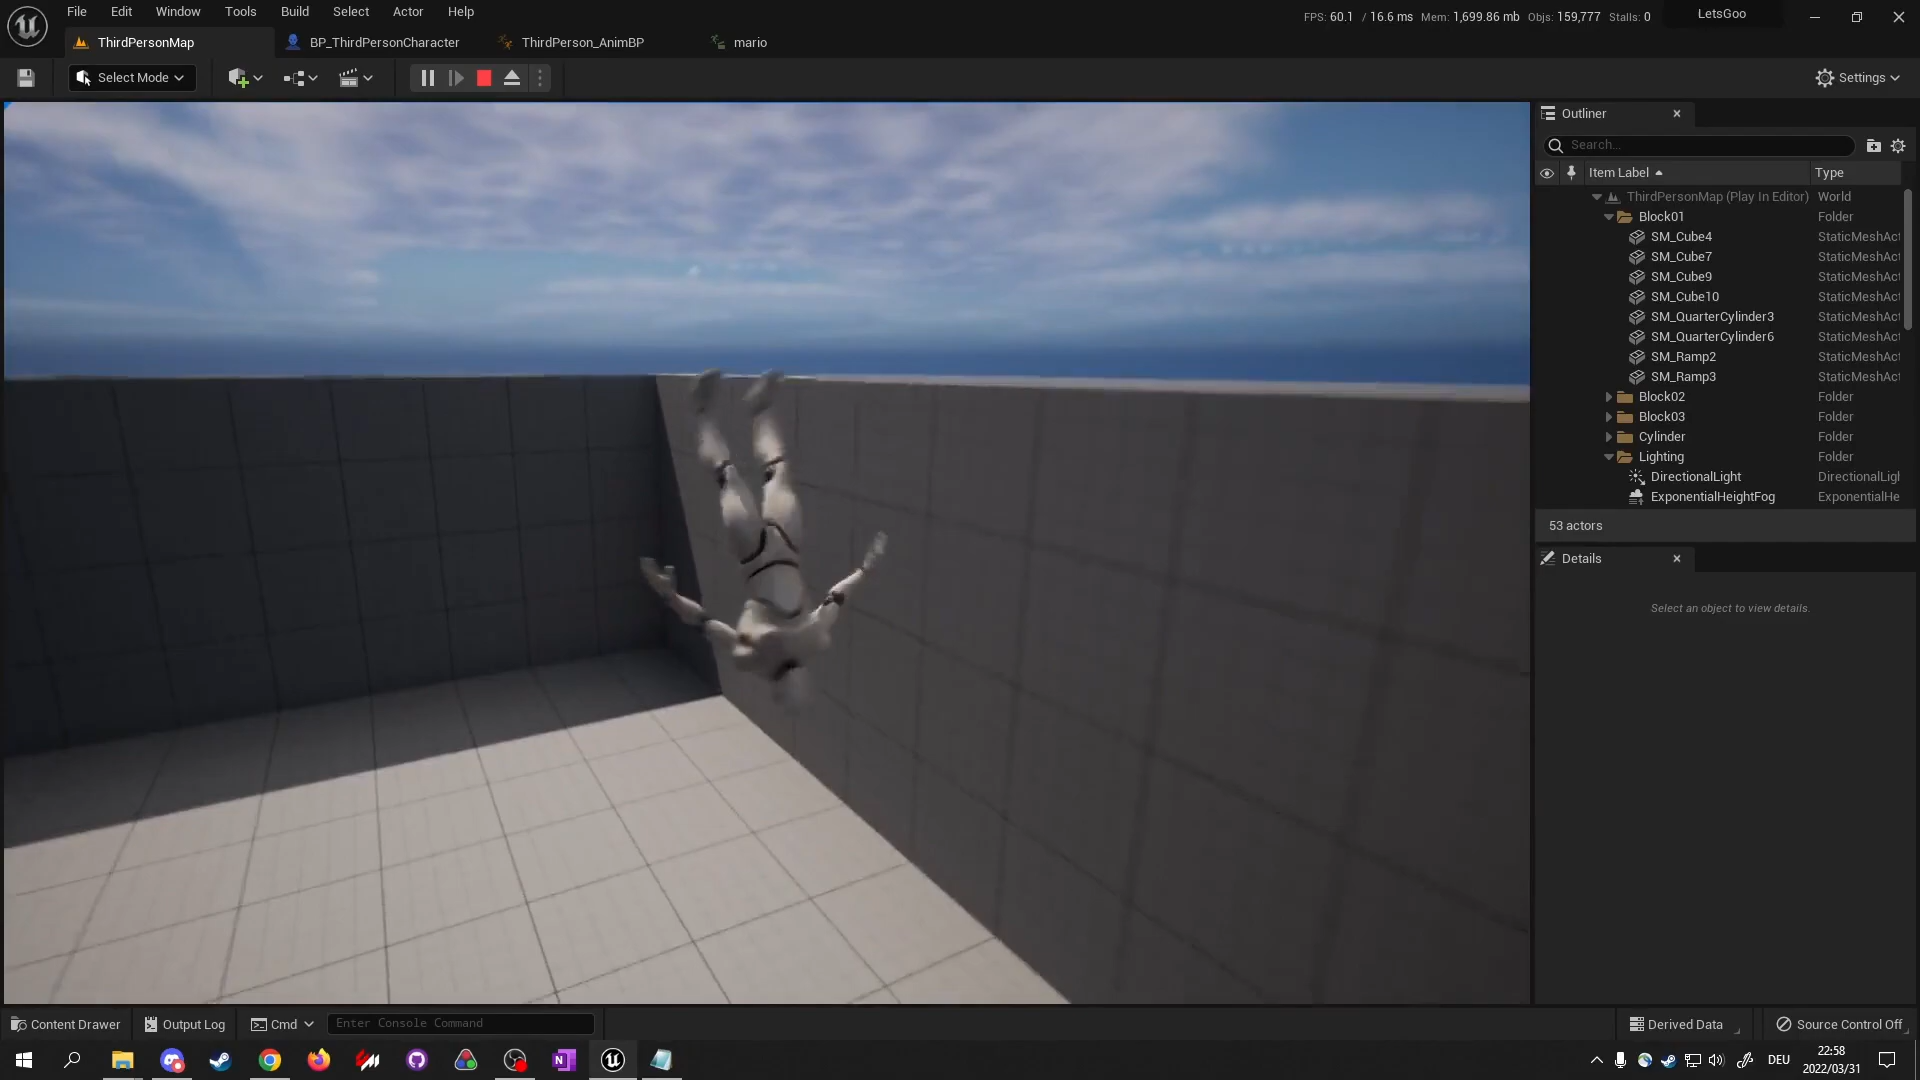 File Edit Window Tools Build Select Actor Help
FPS: 60.1 / 16.6 ms Mem: 1,699.86 mb Objs: 159,777 Stalls: 0
LetsGoo
ThirdPersonMap
BP_ThirdPersonCharacter
ThirdPerson_AnimBP
mario
Select Mode
Settings
Outliner
Search...
Item Label Type
ThirdPersonMap (Play In Editor) World
Block01 Folder
SM_Cube4 StaticMeshAct
SM_Cube7 StaticMeshAct
SM_Cube9 StaticMeshAct
SM_Cube10 StaticMeshAct
SM_QuarterCylinder3 StaticMeshAct
SM_QuarterCylinder6 StaticMeshAct
SM_Ramp2 StaticMeshAct
SM_Ramp3 StaticMeshAct
Block02 Folder
Block03 Folder
Cylinder Folder
Lighting Folder
DirectionalLight DirectionalLigl
ExponentialHeightFog ExponentialHe
53 actors
Details
Select an object to view details.
Content Drawer
Output Log
Cmd
Enter Console Command
Derived Data
Source Control Off
DEU
22:58
2022/03/31